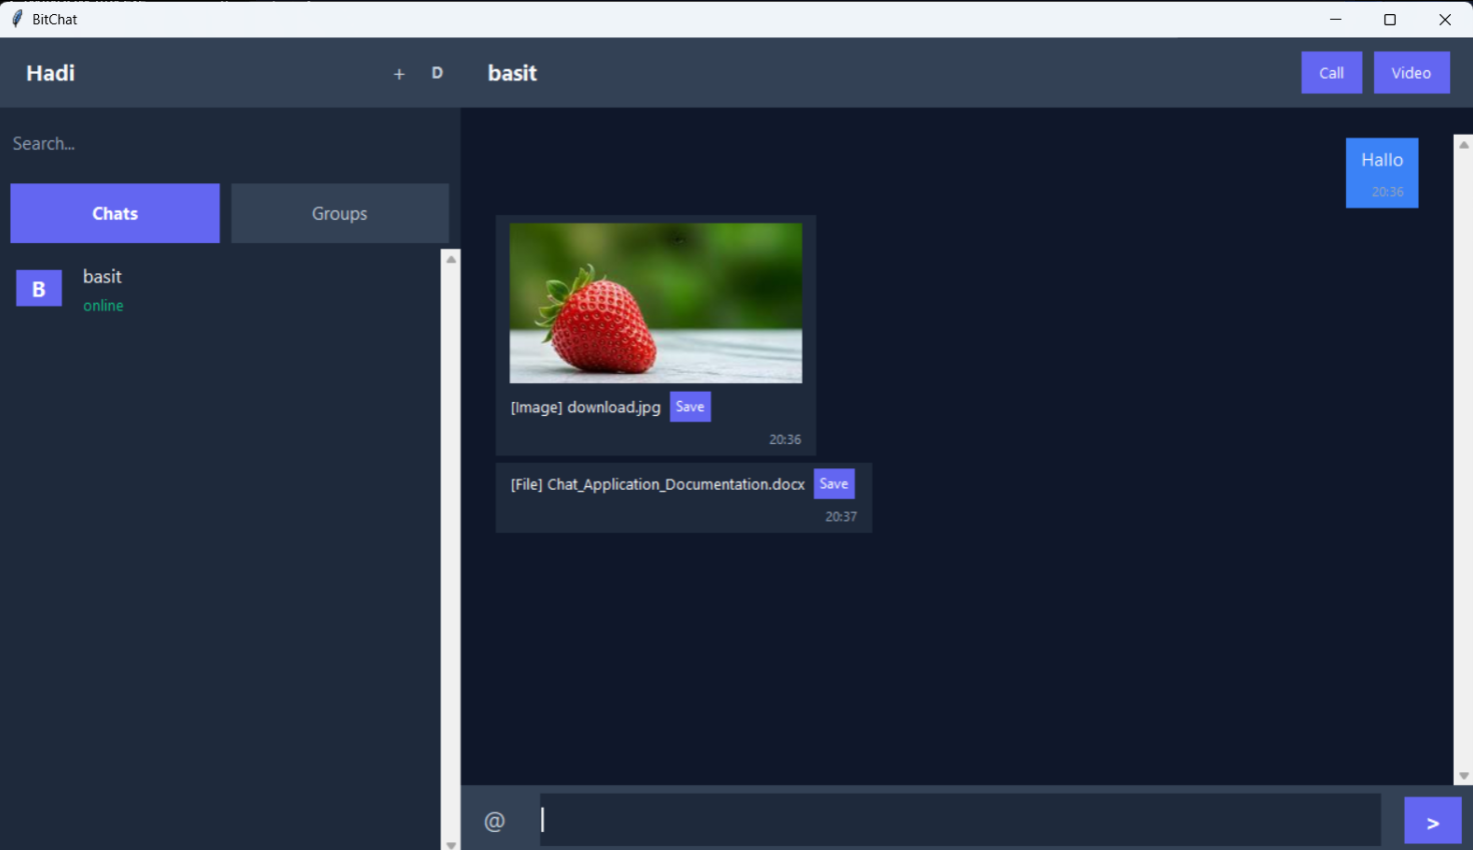 BitChat
Hadi
+ D
basit
Call
Video
Search...
Chats
Groups
B
basit
online
Hallo
20:36
[Image] download.jpg Save
20:36
[File] Chat_Application_Documentation.docx Save
20:37
@
>